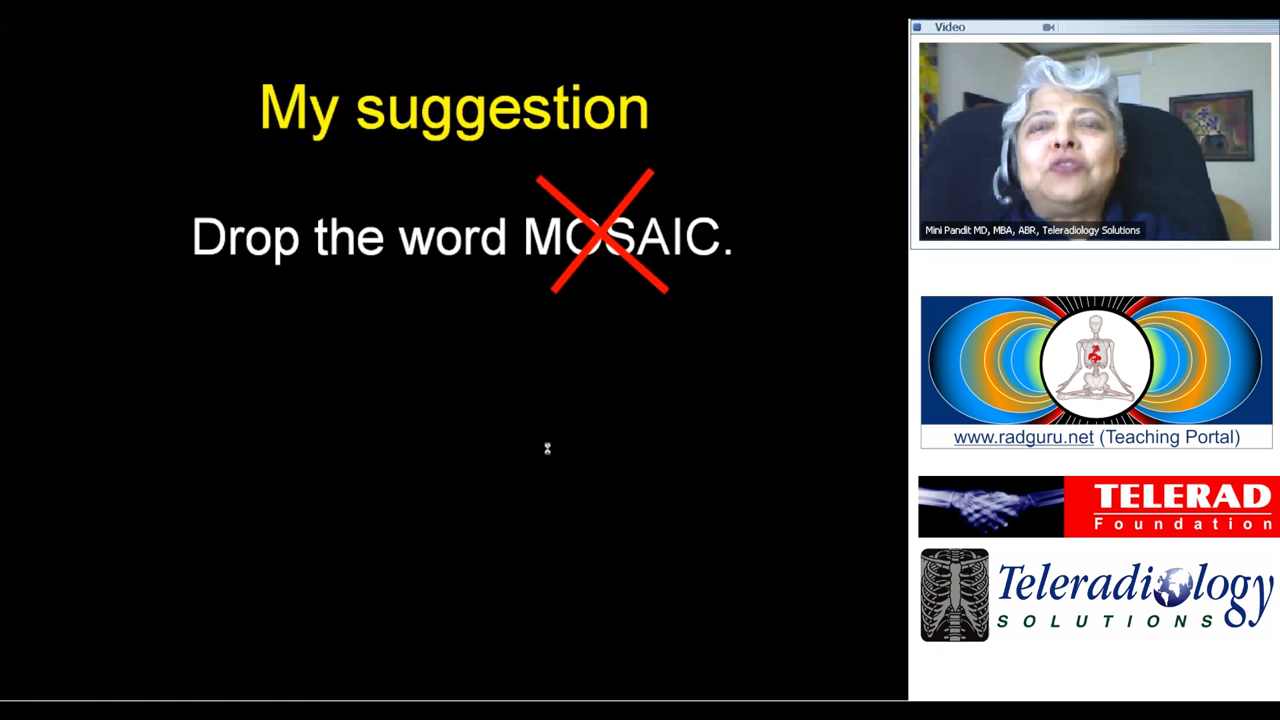 My suggestion
Drop the word MOSAIC.
Video
Mini Pandit MD, MBA, ABR, Teleradiology Solutions
www.radguru.net (Teaching Portal)
TELERAD
Foundation
Teleradiology
SOLUTIONS